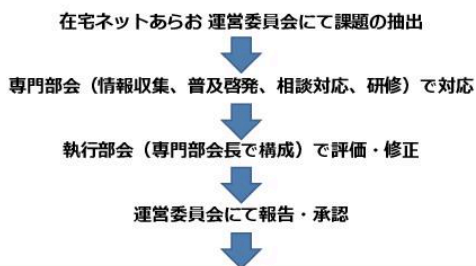 在宅ネットあらお 運営委員会にて課題の抽出
専門部会（情報収集、普及啓発、相談対応、研修）で対応
執行部会（専門部会長で構成）で評価・修正
運営委員会にて報告・承認